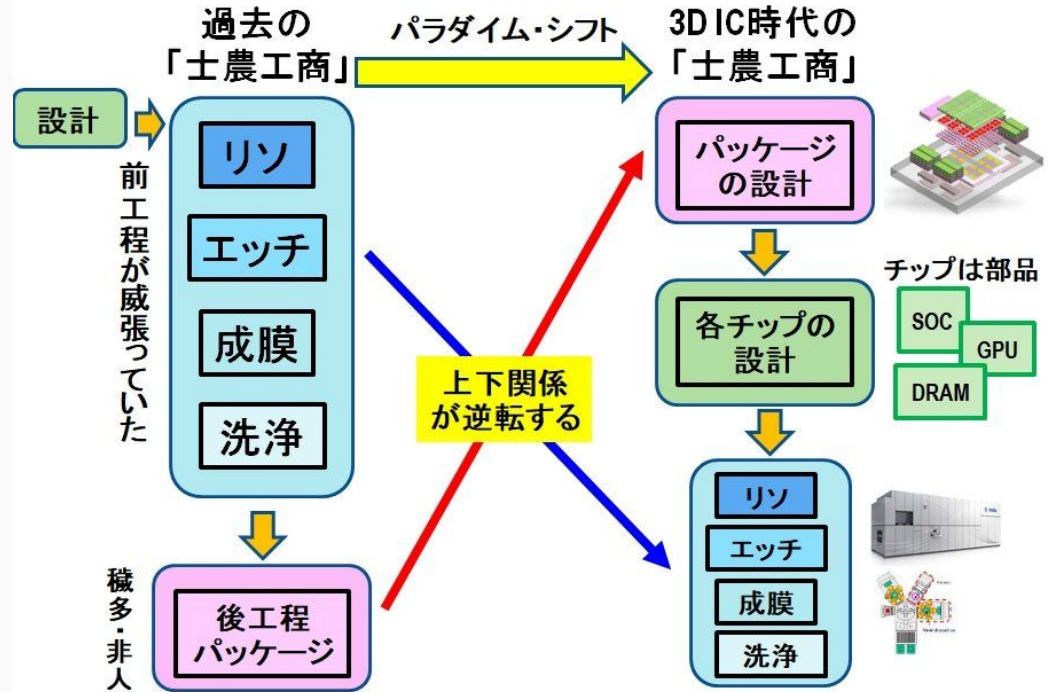 過去の
「士農工商」
パラダイム・シフト
3DIC時代の
「士農工商」
設計
前工程が威張っていた
リソ
エッチ
成膜
洗浄
穢多・非人
後工程
パッケージ
上下関係
が逆転する
パッケージ
の設計
各チップの
設計
チップは部品
SOC
GPU
DRAM
リソ
エッチ
成膜
洗浄